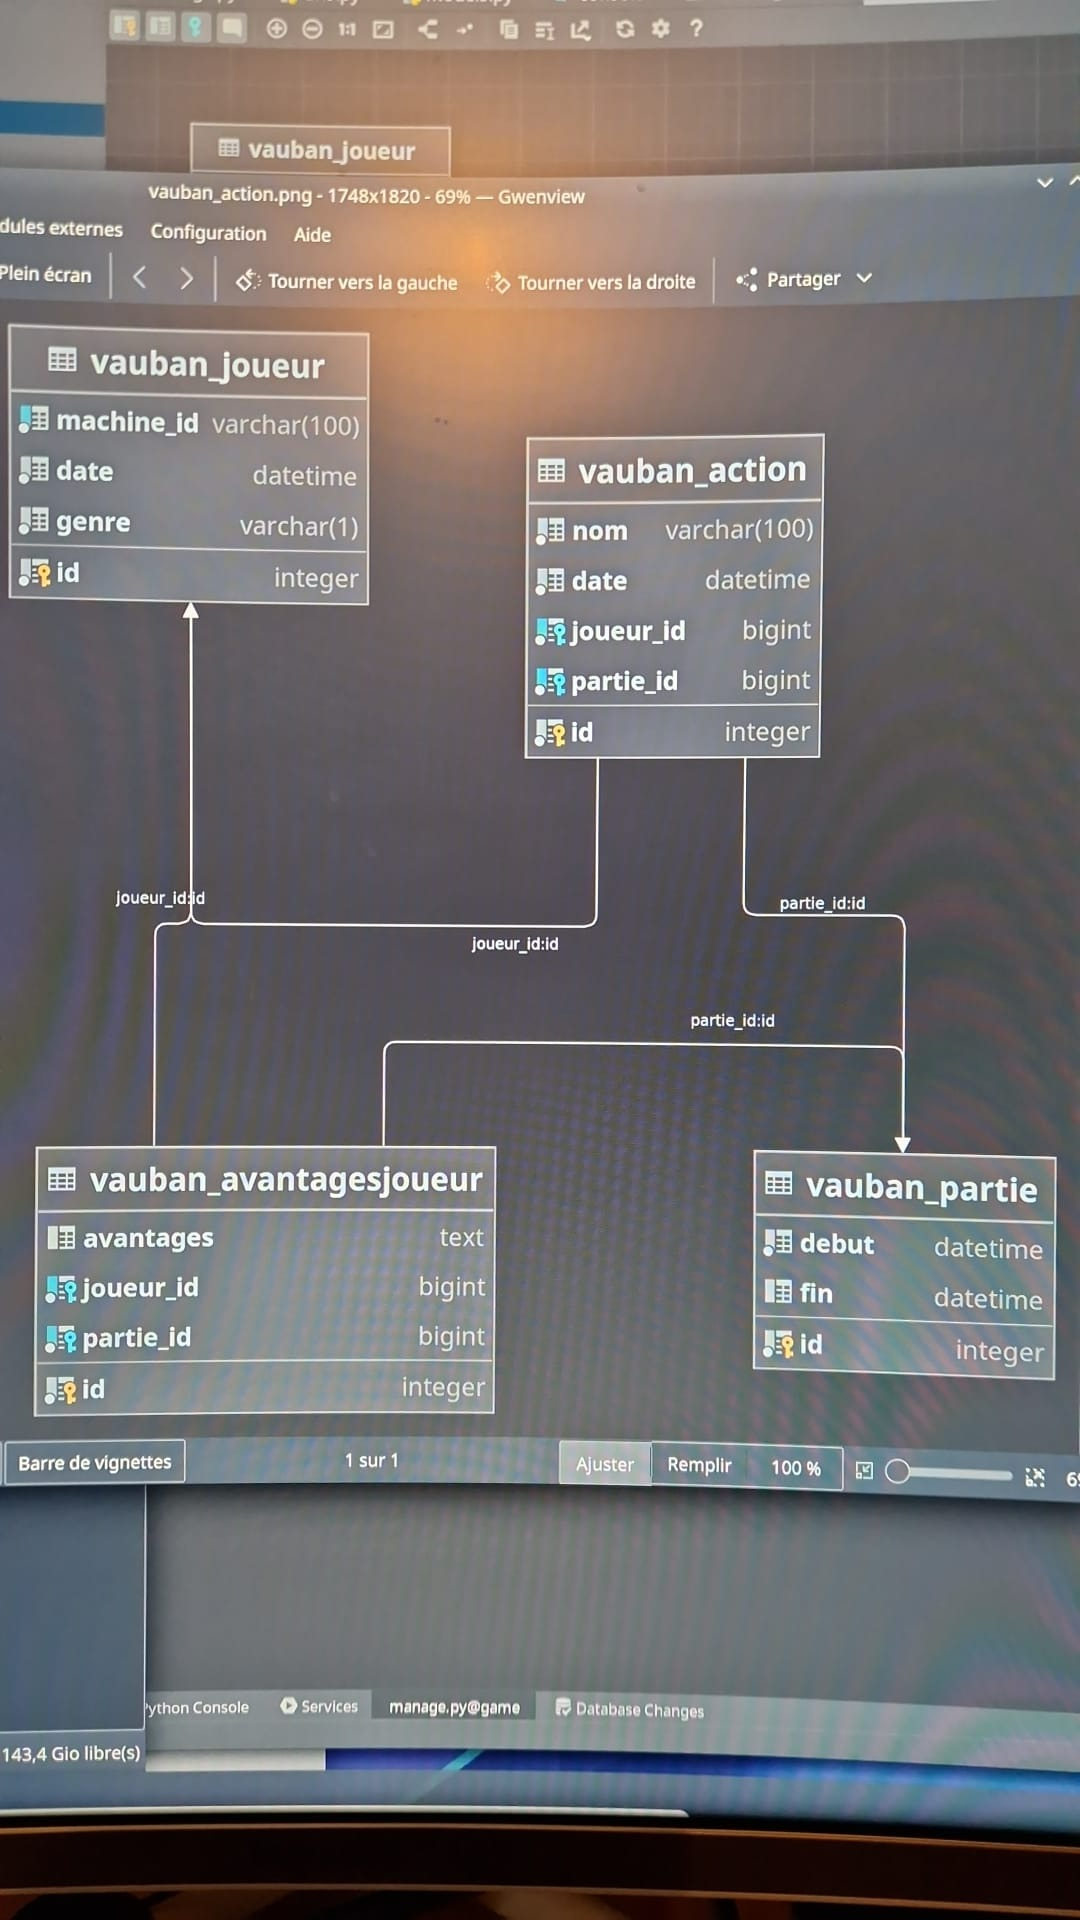 1:1
?
vauban_joueur
vauban_action.png - 1748x1820 - 69% — Gwenview
dules externes Configuration Aide
Plein écran Tourner vers la gauche Tourner vers la droite Partager
vauban_joueur
machine_id varchar(100)
date datetime
genre varchar(1)
id integer
vauban_action
nom varchar(100)
date datetime
joueur_id bigint
partie_id bigint
id integer
joueur_id:id
partie_id:id
joueur_id:id
partie_id:id
vauban_avantagesjoueur
avantages text
joueur_id bigint
partie_id bigint
id integer
vauban_partie
debut datetime
fin datetime
id integer
Barre de vignettes 1 sur 1 Ajuster Remplir 100 %
ython Console Services manage.py@game Database Changes
143,4 Gio libre(s)